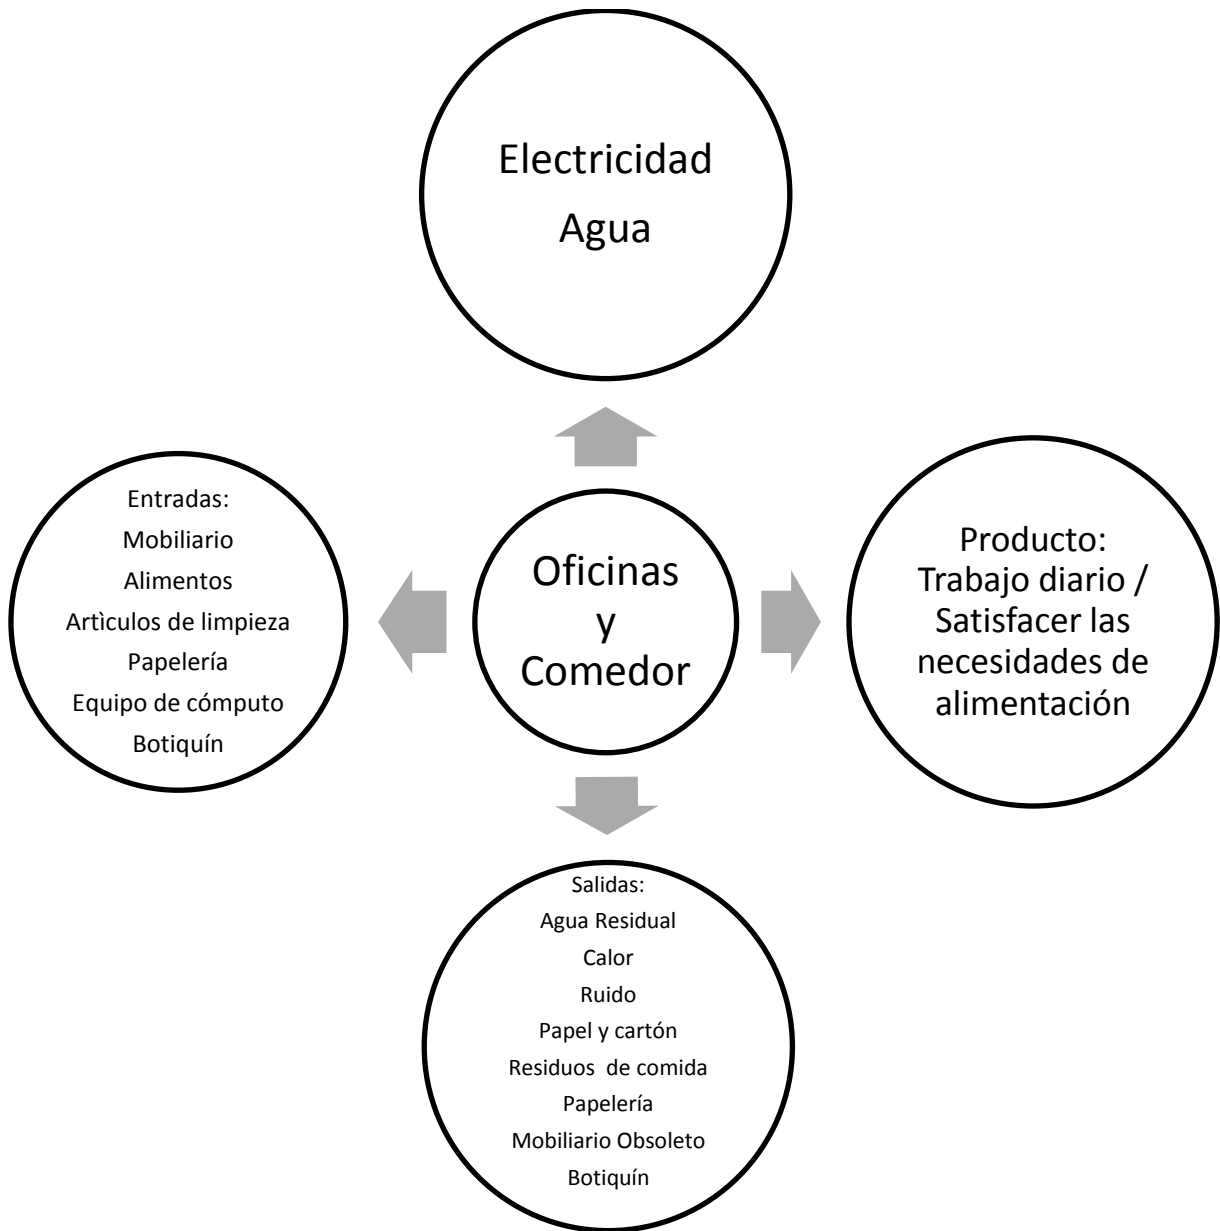 Electricidad
Agua
Entradas:
Mobiliario
Alimentos
Artìculos de limpieza
Papelería
Equipo de cómputo
Botiquín
Oficinas
y
Comedor
Producto:
Trabajo diario /
Satisfacer las
necesidades de
alimentación
Salidas:
Agua Residual
Calor
Ruido
Papel y cartón
Residuos  de comida
Papelería
Mobiliario Obsoleto
Botiquín